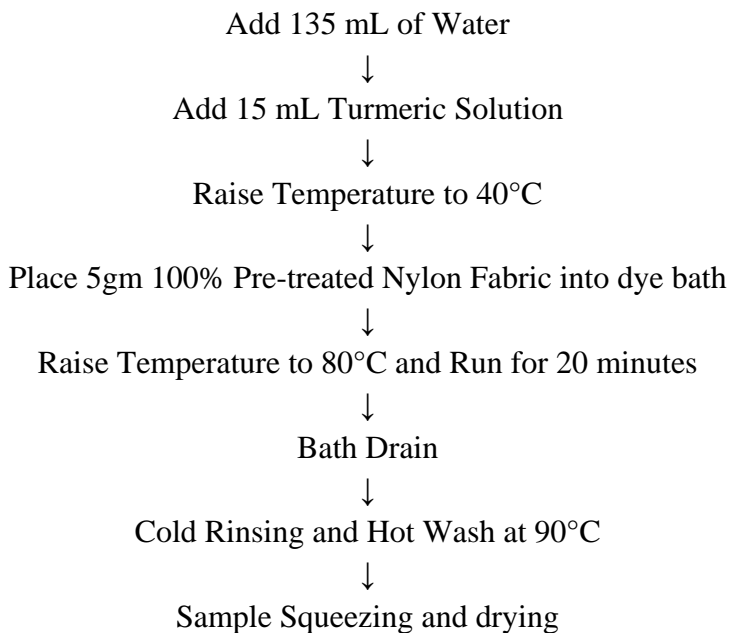 Add 135 mL of Water
↓
Add 15 mL Turmeric Solution
↓
Raise Temperature to 40°C
↓
Place 5gm 100% Pre-treated Nylon Fabric into dye bath
↓
Raise Temperature to 80°C and Run for 20 minutes
↓
Bath Drain
↓
Cold Rinsing and Hot Wash at 90°C
↓
Sample Squeezing and drying